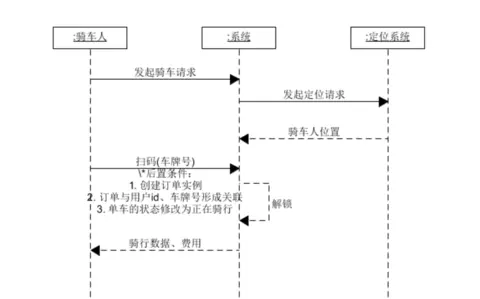 :骑车人
:系统
:定位系统
发起骑车请求
发起定位请求
骑车人位置
扫码(车牌号)
\*后置条件:
1. 创建订单实例
2. 订单与用户id、车牌号形成关联
3. 单车的状态修改为正在骑行
解锁
骑行数据、费用